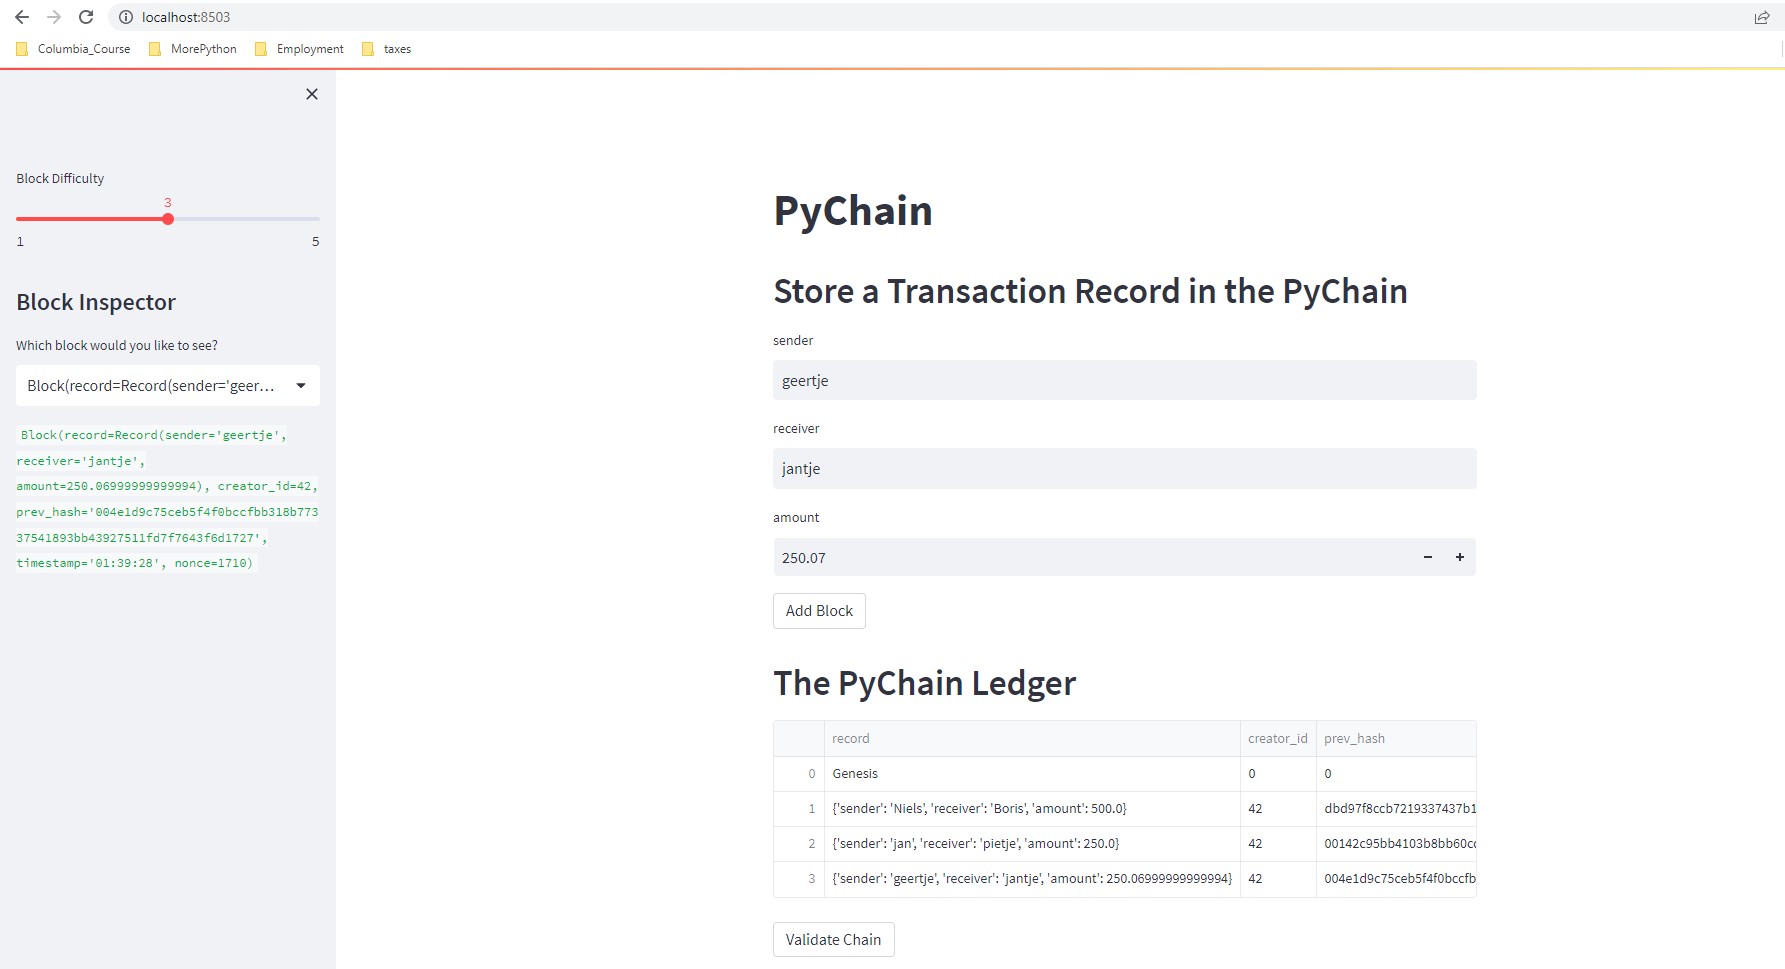 localhost:8503
Columbia_Course MorePython Employment taxes
Block Difficulty
3
1 5
Block Inspector
Which block would you like to see?
Block(record=Record(sender='geer...
Block(record=Record(sender='geertje',
receiver='jantje',
amount=250.06999999999994), creator_id=42,
prev_hash='004e1d9c75ceb5f4f0bccfbb318b773
37541893bb43927511fd7f7643f6d1727',
timestamp='01:39:28', nonce=1710)
PyChain
Store a Transaction Record in the PyChain
sender
geertje
receiver
jantje
amount
250.07 − +
Add Block
The PyChain Ledger
record creator_id prev_hash
0 Genesis 0 0
1 {'sender': 'Niels', 'receiver': 'Boris', 'amount': 500.0} 42 dbd97f8ccb7219337437b1
2 {'sender': 'jan', 'receiver': 'pietje', 'amount': 250.0} 42 00142c95bb4103b8bb60cc
3 {'sender': 'geertje', 'receiver': 'jantje', 'amount': 250.06999999999994} 42 004e1d9c75ceb5f4f0bccfb
Validate Chain